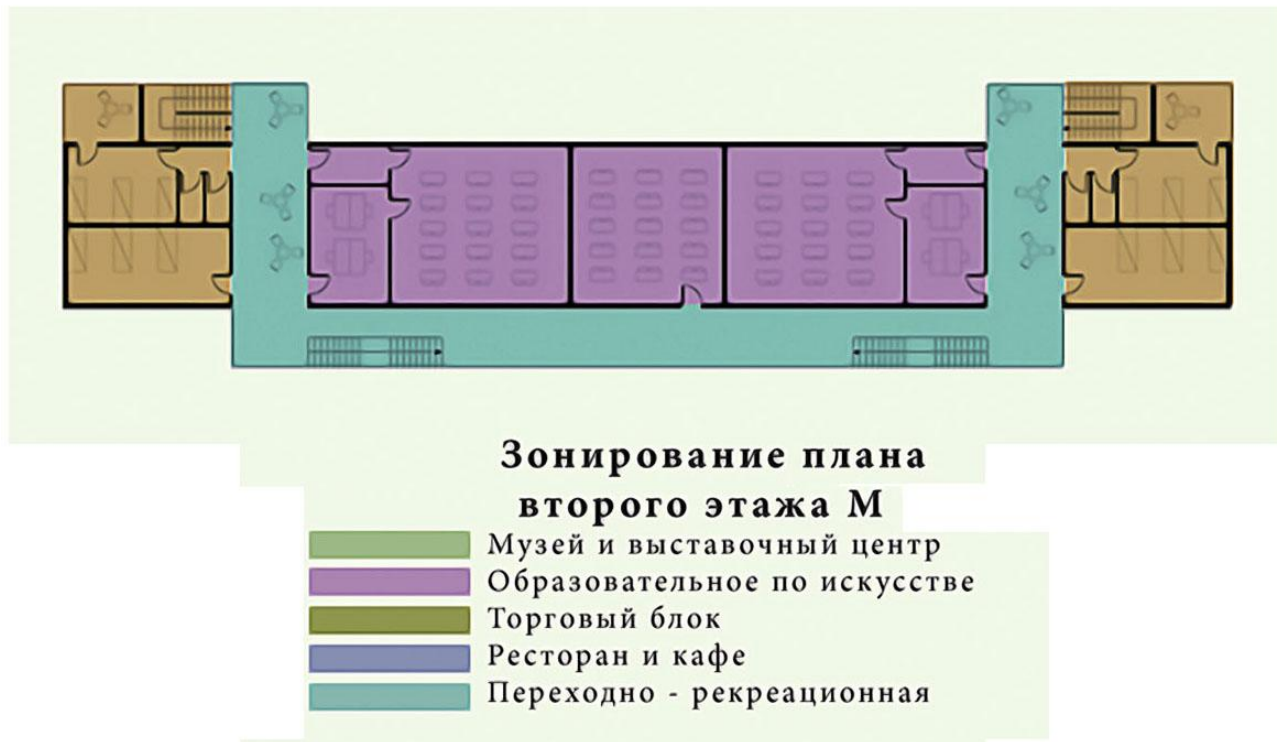 Зонирование плана
второго этажа М
Музей и выставочный центр
Образовательное по искусстве
Торговый блок
Ресторан и кафе
Переходно - рекреационная